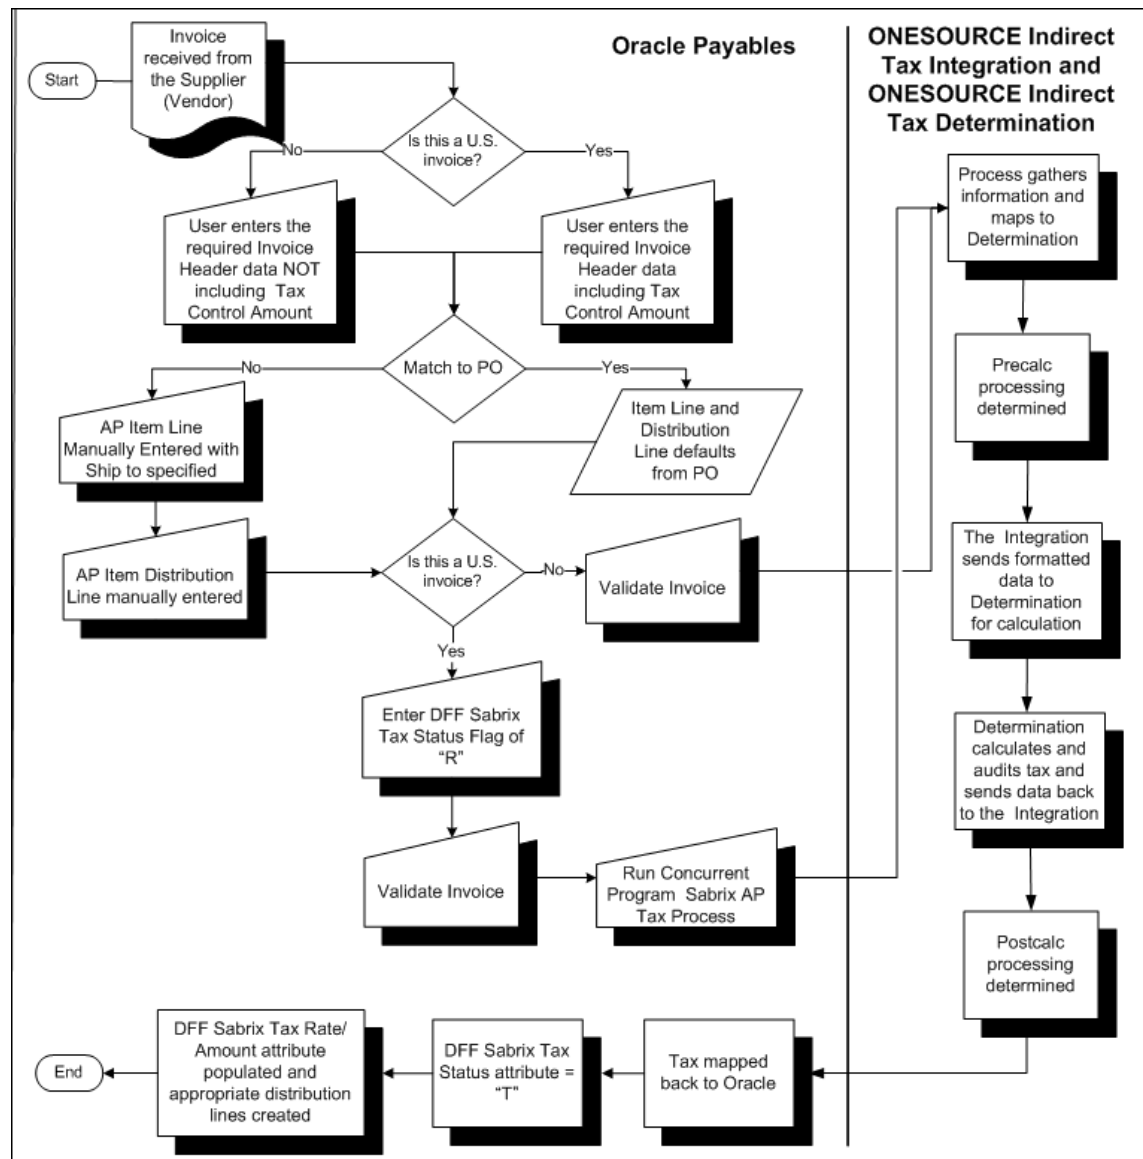 Oracle Payables
ONESOURCE Indirect
Tax Integration and
ONESOURCE Indirect
Tax Determination
Start
Invoice
received from
the Supplier
(Vendor)
Is this a U.S.
invoice?
No
Yes
User enters the
required Invoice
Header data NOT
including Tax
Control Amount
User enters the
required Invoice
Header data
including Tax
Control Amount
Match to PO
No
Yes
AP Item Line
Manually Entered with
Ship to specified
Item Line and
Distribution
Line defaults
from PO
AP Item Distribution
Line manually entered
Is this a U.S.
invoice?
No
Validate Invoice
Yes
Enter DFF Sabrix
Tax Status Flag of
“R”
Validate Invoice
Run Concurrent
Program Sabrix AP
Tax Process
Process gathers
information and
maps to
Determination
Precalc
processing
determined
The Integration
sends formatted
data to
Determination
for calculation
Determination
calculates and
audits tax and
sends data back
to the Integration
Postcalc
processing
determined
Tax mapped
back to Oracle
DFF Sabrix Tax
Status attribute =
“T”
DFF Sabrix Tax Rate/
Amount attribute
populated and
appropriate distribution
lines created
End